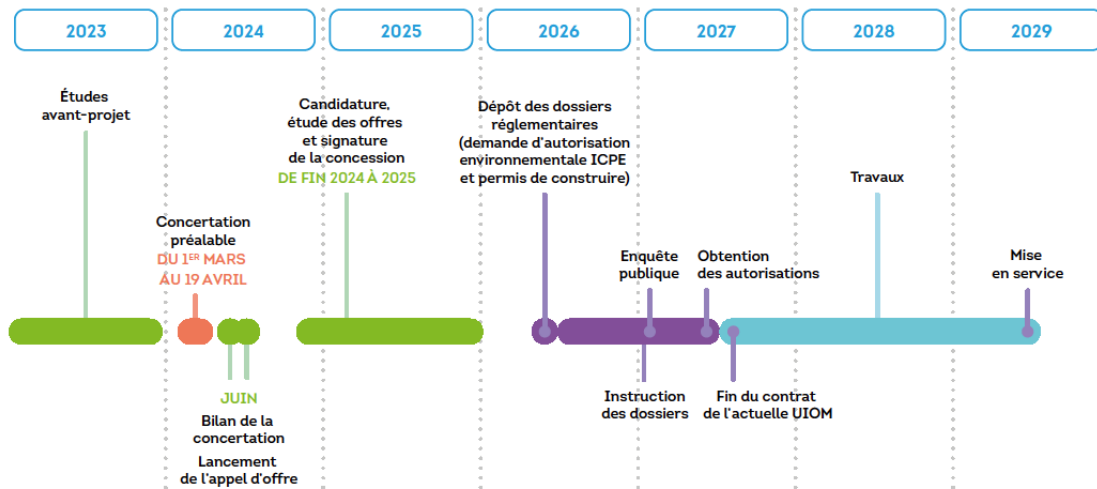 2023
2024
2025
2026
2027
2028
2029
Études
avant-projet
Concertation
préalable
DU 1ER MARS
AU 19 AVRIL
JUIN
Bilan de la
concertation
Lancement
de l'appel d'offre
Candidature,
étude des offres
et signature
de la concession
DE FIN 2024 À 2025
Dépôt des dossiers
réglementaires
(demande d'autorisation
environnementale ICPE
et permis de construire)
Instruction
des dossiers
Enquête
publique
Obtention
des autorisations
Fin du contrat
de l'actuelle UIOM
Travaux
Mise
en service